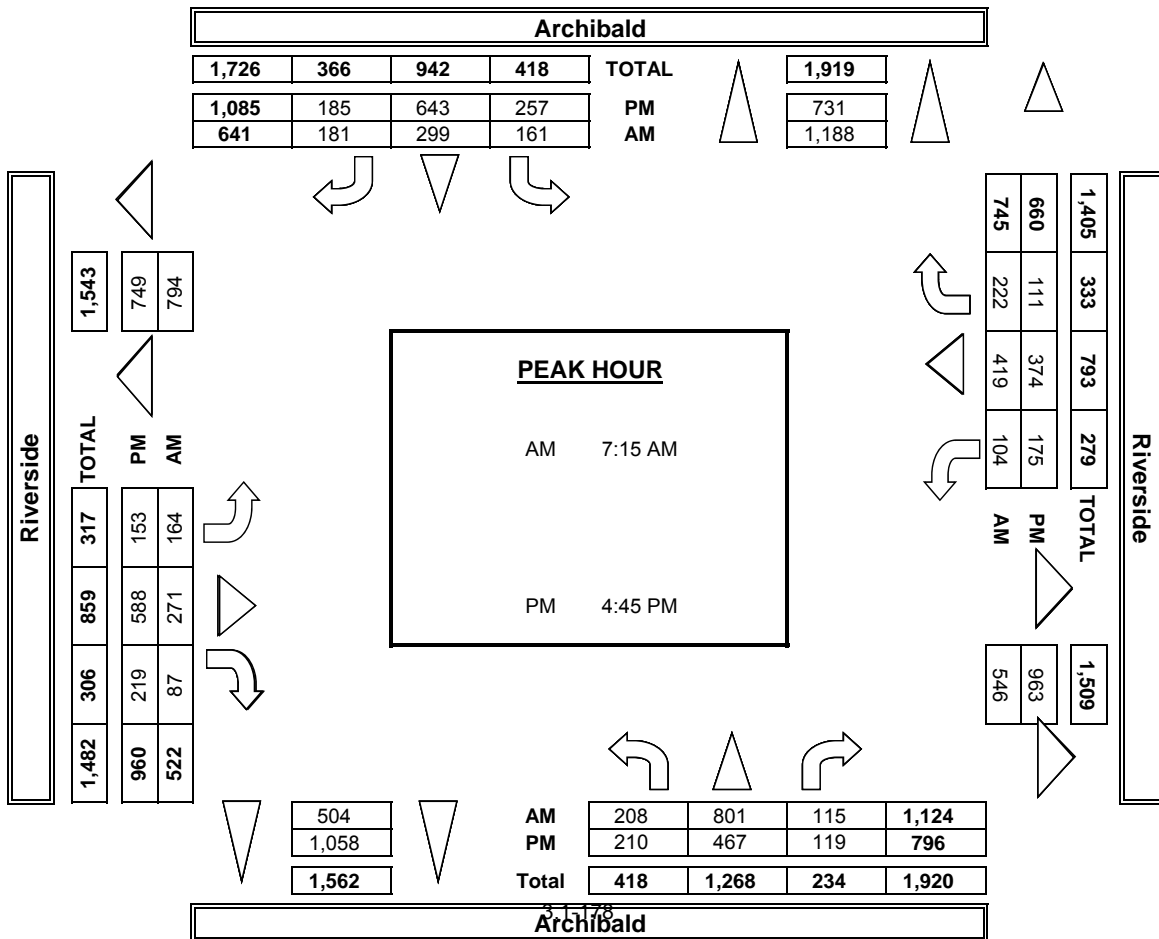 Archibald
1,726 366 942 418 TOTAL 1,919
1,085 185 643 257 PM 731
641 181 299 161 AM 1,188
Riverside
1,543
749
794
TOTAL
PM
AM
317 859 306 1,482
153 588 219 960
164 271 87 522
PEAK HOUR
AM 7:15 AM
PM 4:45 PM
1,405 333 793 279 TOTAL
660 111 374 175 PM
745 222 419 104 AM
1,509
963
546
Riverside
504 AM 208 801 115 1,124
1,058 PM 210 467 119 796
1,562 Total 418 1,268 234 1,920
3.1-178
Archibald